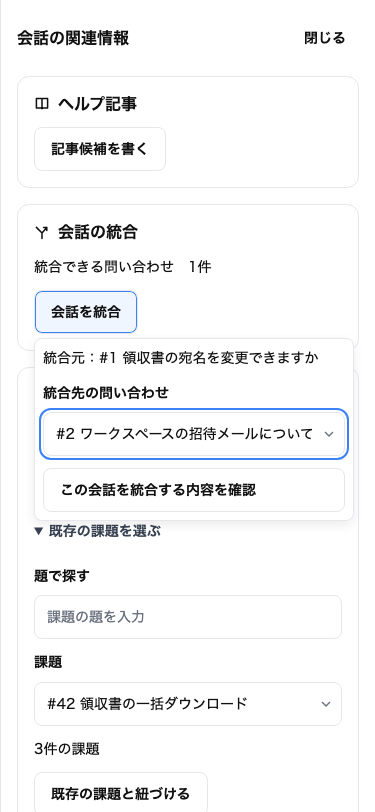 会話の関連情報
閉じる
ヘルプ記事
記事候補を書く
会話の統合
統合できる問い合わせ 1件
会話を統合
統合元：#1 領収書の宛名を変更できますか
統合先の問い合わせ
#2 ワークスペースの招待メールについて
この会話を統合する内容を確認
▼ 既存の課題を選ぶ
題で探す
課題の題を入力
課題
#42 領収書の一括ダウンロード
3件の課題
既存の課題と紐づける